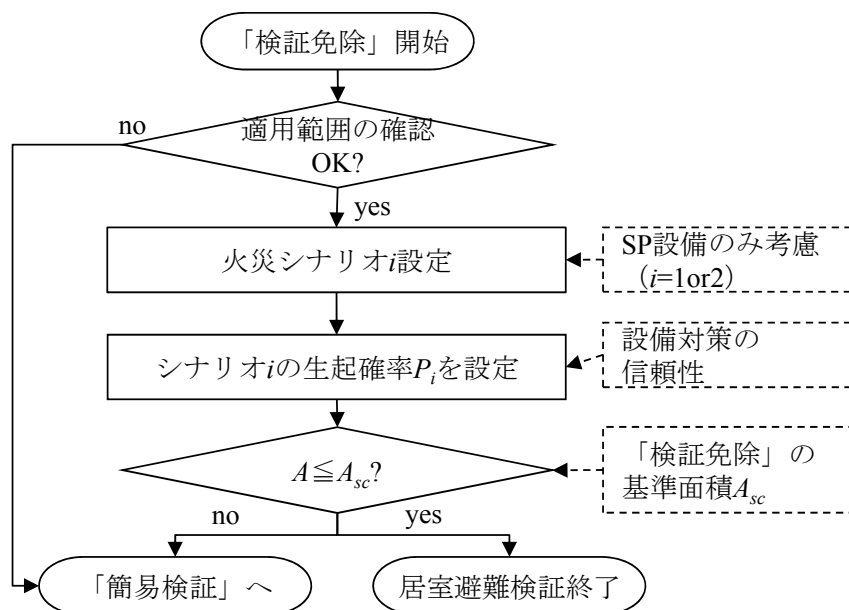 「検証免除」開始
no
適用範囲の確認
OK?
yes
火災シナリオi設定
SP設備のみ考慮
（i=1or2）
シナリオiの生起確率Piを設定
設備対策の
信頼性
A≦Asc?
「検証免除」の
基準面積Asc
no
yes
「簡易検証」へ
居室避難検証終了